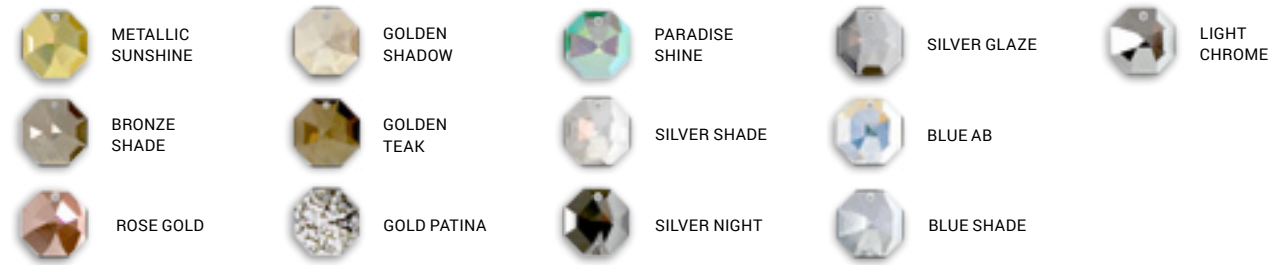 METALLIC
SUNSHINE
GOLDEN
SHADOW
PARADISE
SHINE
SILVER GLAZE
LIGHT
CHROME
BRONZE
SHADE
GOLDEN
TEAK
SILVER SHADE
BLUE AB
ROSE GOLD
GOLD PATINA
SILVER NIGHT
BLUE SHADE